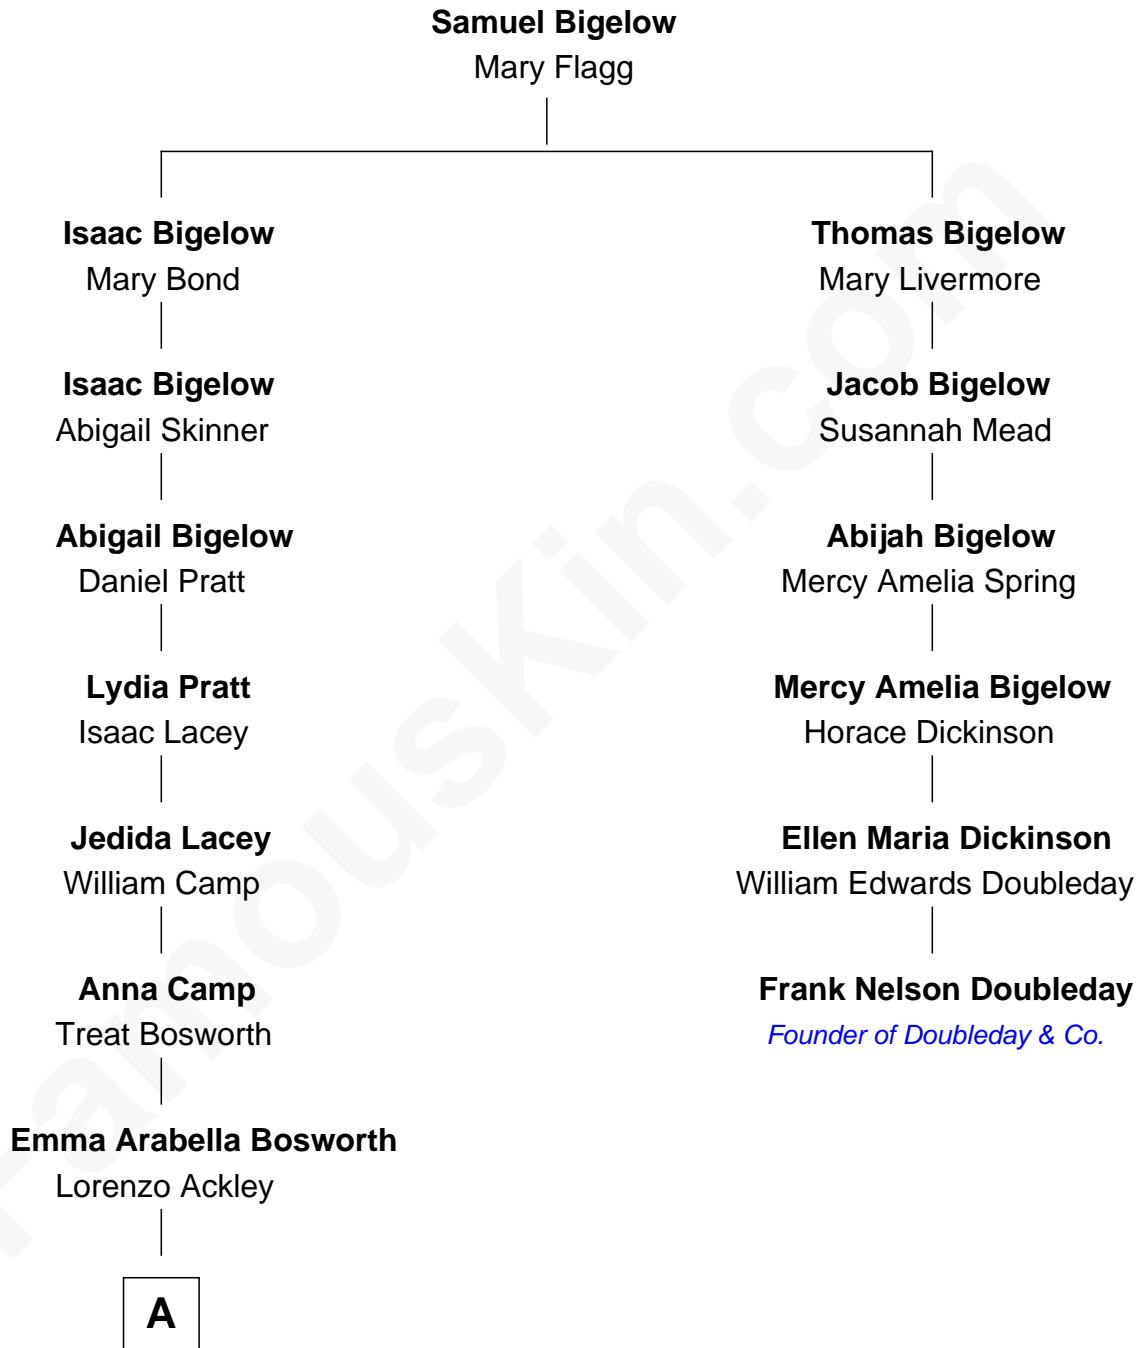 Samuel Bigelow
Mary Flagg
Isaac Bigelow
Mary Bond
Thomas Bigelow
Mary Livermore
Isaac Bigelow
Abigail Skinner
Jacob Bigelow
Susannah Mead
Abigail Bigelow
Daniel Pratt
Abijah Bigelow
Mercy Amelia Spring
Lydia Pratt
Isaac Lacey
Mercy Amelia Bigelow
Horace Dickinson
Jedida Lacey
William Camp
Ellen Maria Dickinson
William Edwards Doubleday
Anna Camp
Treat Bosworth
Frank Nelson Doubleday
Founder of Doubleday & Co.
Emma Arabella Bosworth
Lorenzo Ackley
A
FamousKin.com